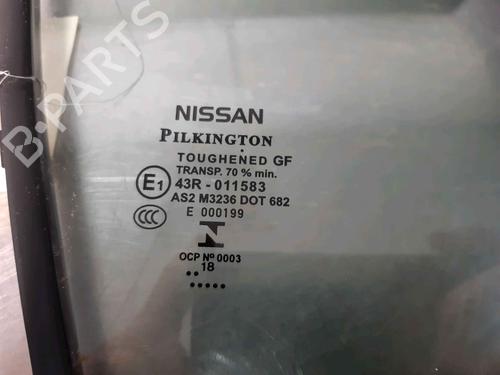 NISSAN
PILKINGTON
TOUGHENED GF
TRANSP. 70 % min.
E1 43R - 011583
AS2 M3236 DOT 682
E 000199
CCC
N
OCP Nº 0003
18
B-PARTS